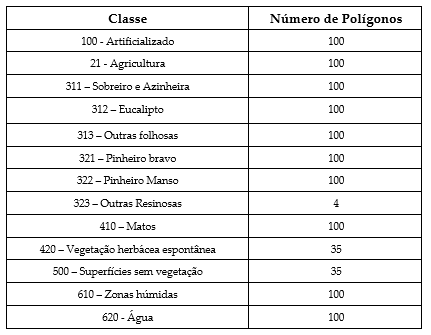 Classe Número de Polígonos
100 - Artificializado 100
21 - Agricultura 100
311 – Sobreiro e Azinheira 100
312 – Eucalipto 100
313 – Outras folhosas 100
321 – Pinheiro bravo 100
322 – Pinheiro Manso 100
323 – Outras Resinosas 4
410 – Matos 100
420 – Vegetação herbácea espontânea 35
500 – Superfícies sem vegetação 35
610 – Zonas húmidas 100
620 - Água 100